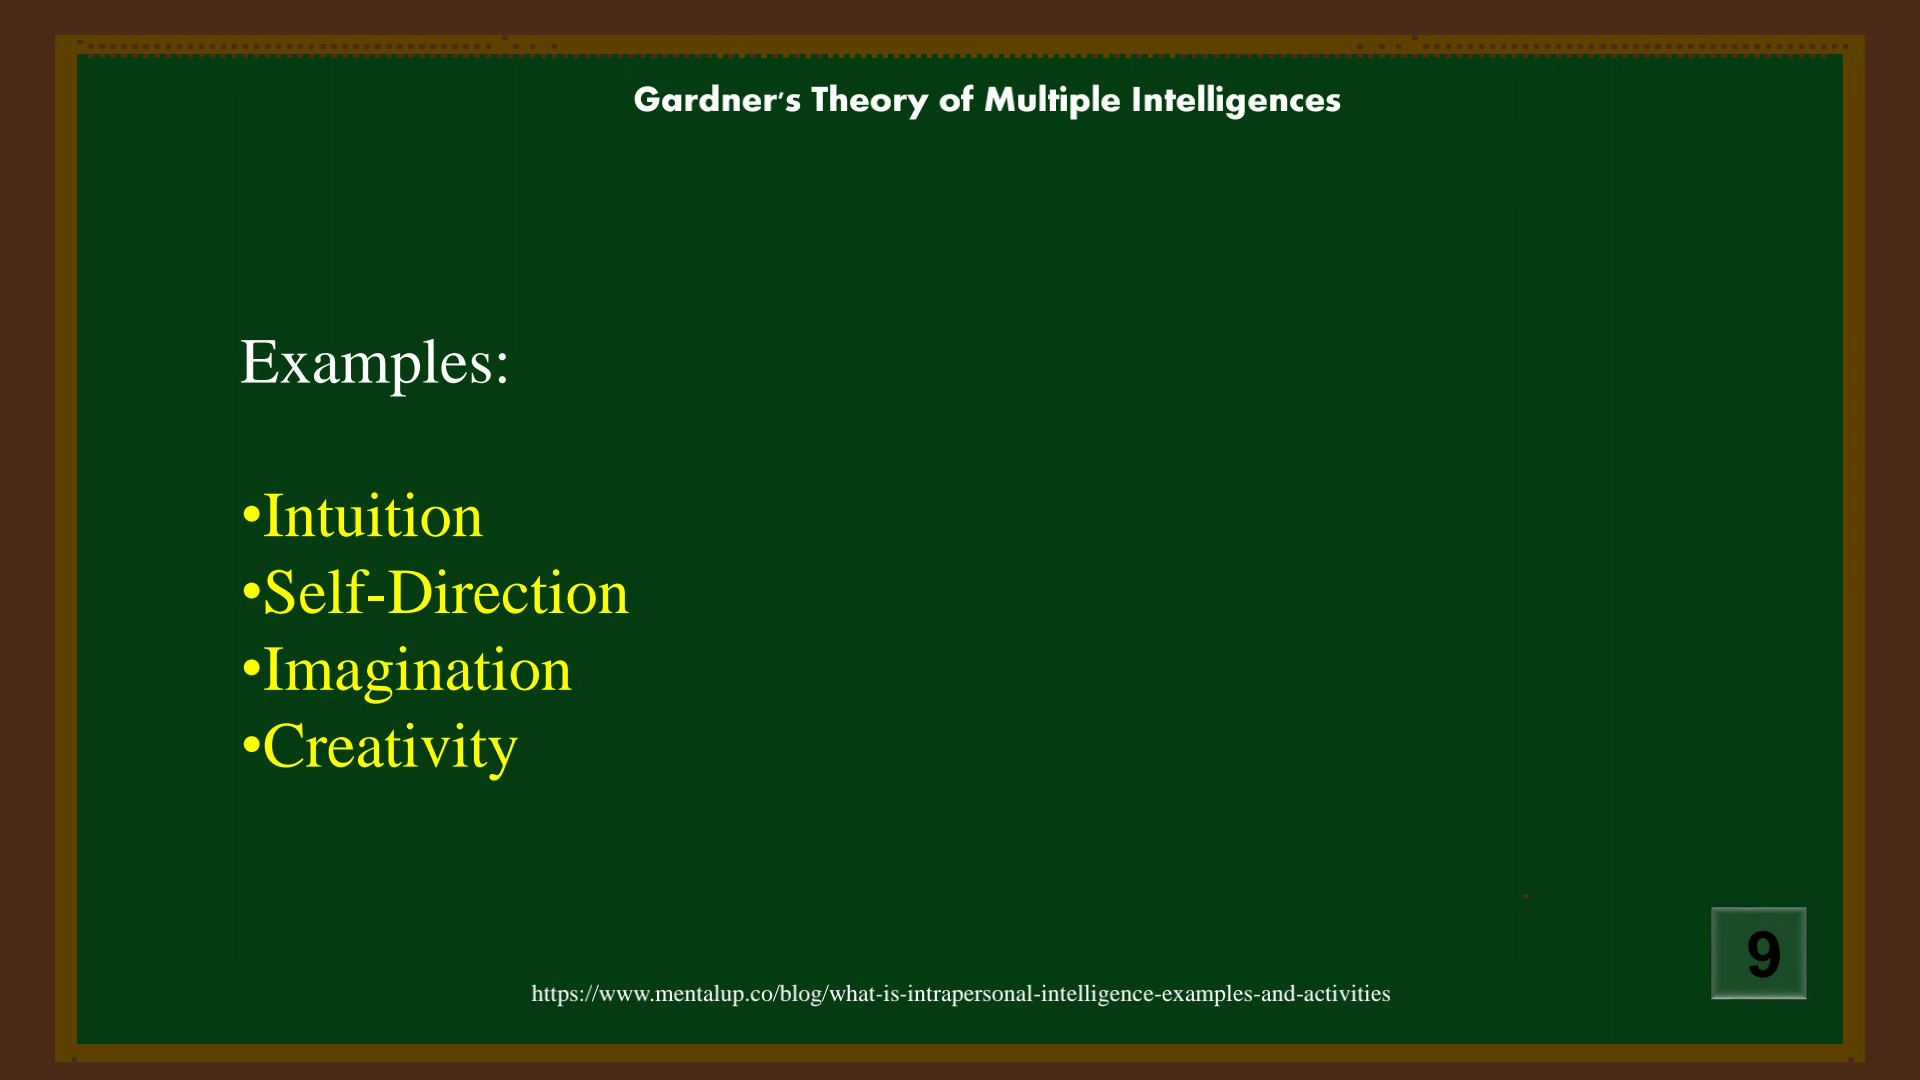 Gardner's Theory of Multiple Intelligences
Examples:
•Intuition
•Self-Direction
•Imagination
•Creativity
9
https://www.mentalup.co/blog/what-is-intrapersonal-intelligence-examples-and-activities